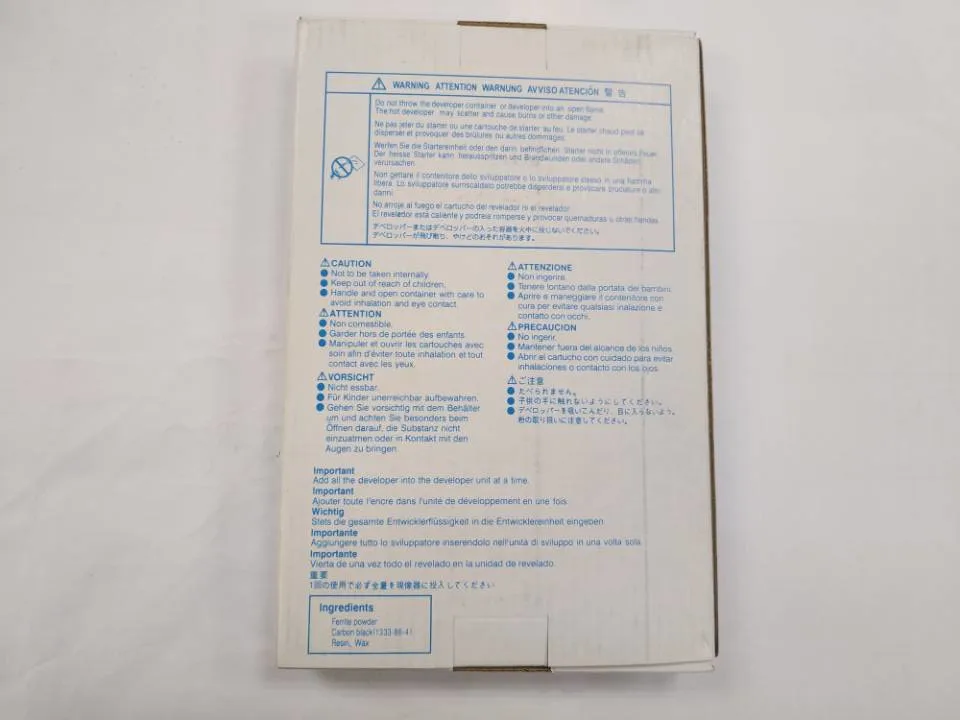 ⚠ WARNING ATTENTION WARNUNG AVVISO ATENCIÓN 警告
Do not throw the developer container or developer into an open flame.
The hot developer may scatter and cause burns or other damage.
Ne pas jeter du starter ou une cartouche de starter au feu. Le starter chaud peut se
disperser et provoquer des brûlures ou autres dommages.
Werfen Sie die Startereinheit oder den darin befindlichen Starter nicht in offenes Feuer.
Der heisse Starter kann herausspritzen und Brandwunden oder andere Schäden
verursachen.
Non gettare il contenitore dello sviluppatore o lo sviluppatore stesso in una fiamma
libera. Lo sviluppatore surriscaldato potrebbe disperdersi e provocare bruciature o altri
danni.
No arroje al fuego el cartucho del revelador ni el revelador.
El revelador está caliente y podreia romperse y provocar quemaduras u otras heridas.
デベロッパーまたはデベロッパーの入った容器を火中に投じないでください。
デベロッパーが飛び散り、やけどのおそれがあります。
⚠CAUTION
● Not to be taken internally.
● Keep out of reach of children.
● Handle and open container with care to
avoid inhalation and eye contact.
⚠ATTENTION
● Non comestible.
● Garder hors de portée des enfants.
● Manipuler et ouvrir les cartouches avec
soin afin d'éviter toute inhalation et tout
contact avec les yeux.
⚠VORSICHT
● Nicht essbar.
● Für Kinder unerreichbar aufbewahren.
● Gehen Sie vorsichtig mit dem Behälter
um und achten Sie besonders beim
Öffnen darauf, die Substanz nicht
einzuatmen oder in Kontakt mit den
Augen zu bringen.
⚠ATTENZIONE
● Non ingerire.
● Tenere lontano dalla portata dei bambini.
● Aprire e maneggiare il contenitore con
cura per evitare qualsiasi inalazione e
contatto con occhi.
⚠PRECAUCION
● No ingerir.
● Mantener fuera del alcance de los niños.
● Abrir el cartucho con cuidado para evitar
inhalaciones o contacto con los ojos.
⚠ご注意
● たべられません。
● 子供の手に触れないようにしてください。
● デベロッパーを吸いこんだり、目に入らないよう、
粉の取り扱いに注意してください。
Important
Add all the developer into the developer unit at a time.
Important
Ajouter toute l'encre dans l'unité de développement en une fois.
Wichtig
Stets die gesamte Entwicklerflüssigkeit in die Entwicklereinheit eingeben.
Importante
Aggiungere tutto lo sviluppatore inserendolo nell'unità di sviluppo in una volta sola.
Importante
Vierta de una vez todo el revelado en la unidad de revelado.
重要
1回の使用で必ず全量を現像器に投入してください
Ingredients
Ferrite powder
Carbon black(1333-86-4)
Resin, Wax